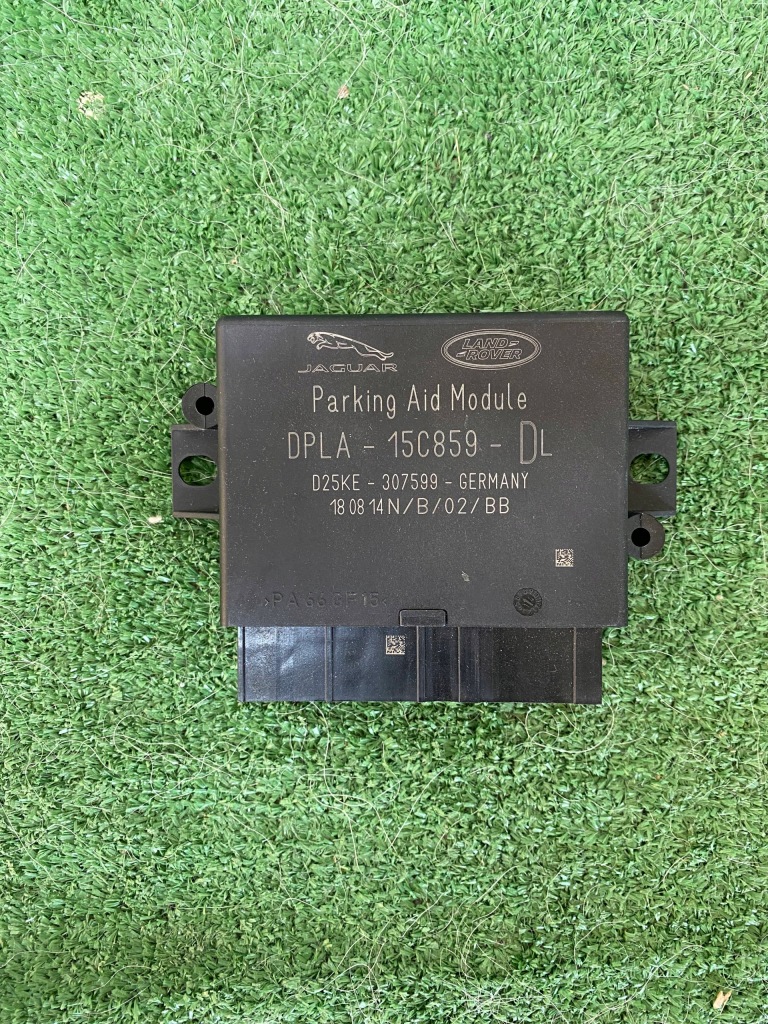 JAGUAR
LAND ROVER
Parking Aid Module
DPLA - 15C859 - DL
D25KE - 307599 - GERMANY
18 08 14 N/B/02/BB